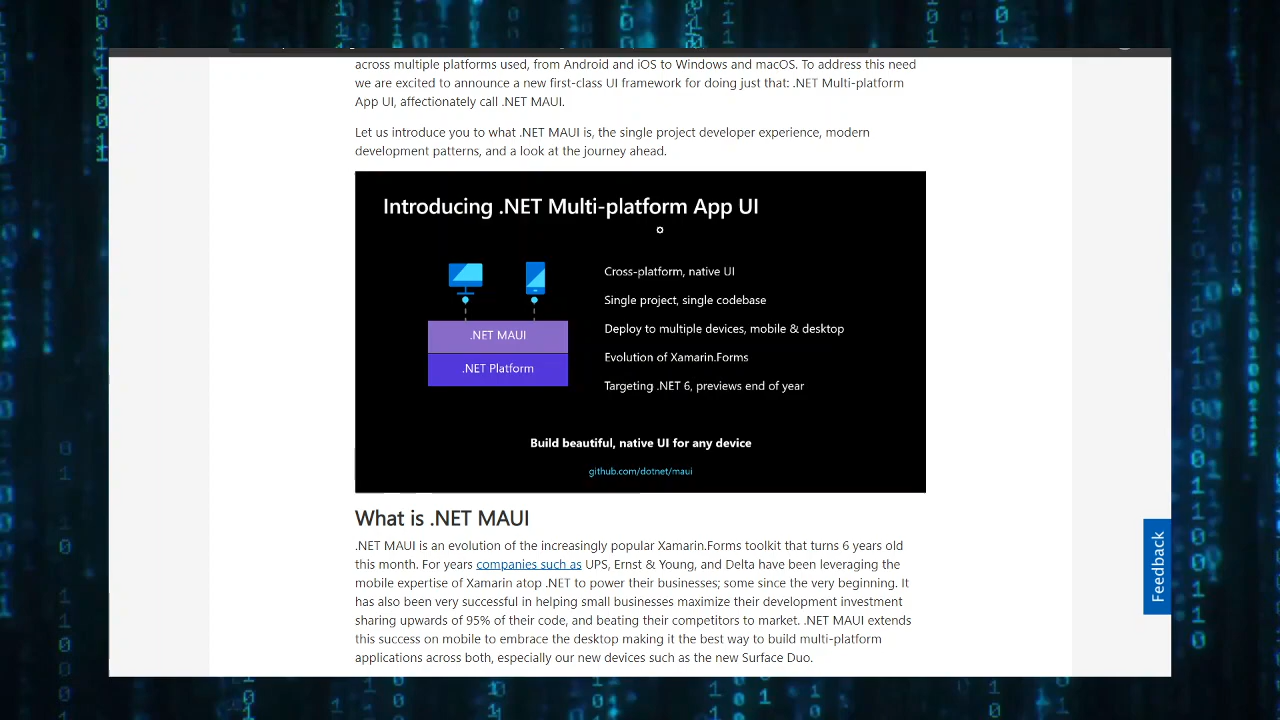 across multiple platforms used, from Android and iOS to Windows and macOS. To address this need
we are excited to announce a new first-class UI framework for doing just that: .NET Multi-platform
App UI, affectionately call .NET MAUI.
Let us introduce you to what .NET MAUI is, the single project developer experience, modern
development patterns, and a look at the journey ahead.
Introducing .NET Multi-platform App UI
Cross-platform, native UI
Single project, single codebase
Deploy to multiple devices, mobile & desktop
Evolution of Xamarin.Forms
Targeting .NET 6, previews end of year
.NET MAUI
.NET Platform
Build beautiful, native UI for any device
github.com/dotnet/maui
What is .NET MAUI
.NET MAUI is an evolution of the increasingly popular Xamarin.Forms toolkit that turns 6 years old
this month. For years companies such as UPS, Ernst & Young, and Delta have been leveraging the
mobile expertise of Xamarin atop .NET to power their businesses; some since the very beginning. It
has also been very successful in helping small businesses maximize their development investment
sharing upwards of 95% of their code, and beating their competitors to market. .NET MAUI extends
this success on mobile to embrace the desktop making it the best way to build multi-platform
applications across both, especially our new devices such as the new Surface Duo.
Feedback